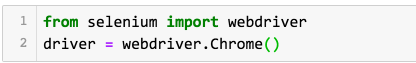 1 from selenium import webdriver
2 driver = webdriver.Chrome()